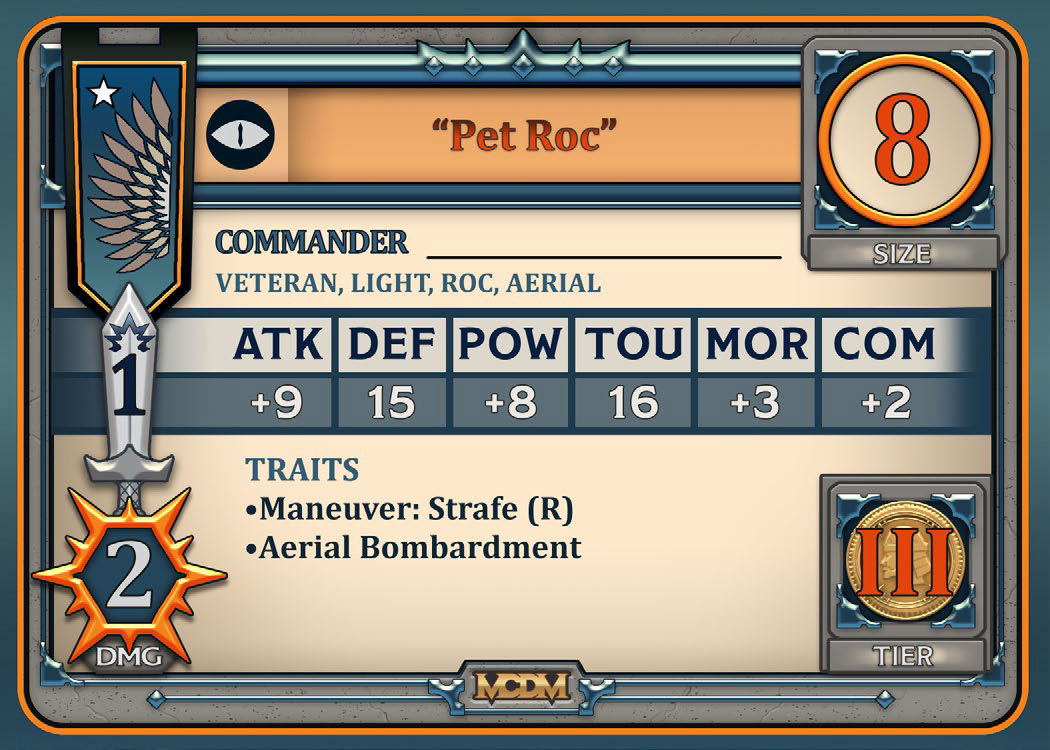 “Pet Roc”
8
SIZE
COMMANDER
VETERAN, LIGHT, ROC, AERIAL
ATK DEF POW TOU MOR COM
1
+9 15 +8 16 +3 +2
TRAITS
•Maneuver: Strafe (R)
•Aerial Bombardment
2
DMG
III
TIER
MCDM